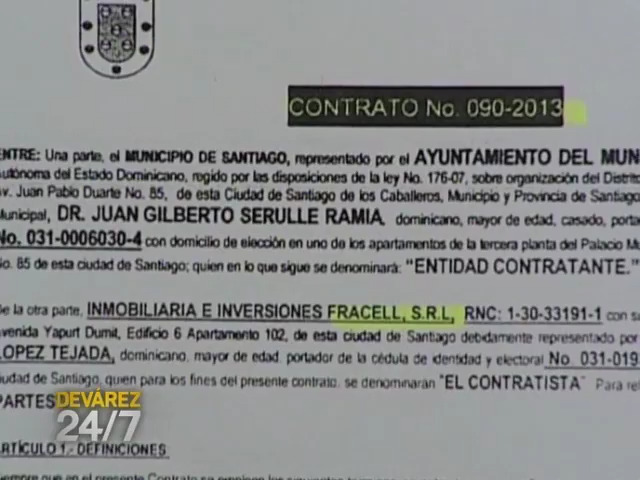 CONTRATO No. 090-2013
ENTRE: Una parte, el MUNICIPIO DE SANTIAGO, representado por el AYUNTAMIENTO DEL MUN
Autónoma del Estado Dominicano, regido por las disposiciones de la ley No. 176-07, sobre organización del Distrito
Av. Juan Pablo Duarte No. 85, de esta Ciudad de Santiago de los Caballeros, Municipio y Provincia de Santiago
Municipal, DR. JUAN GILBERTO SERULLE RAMIA, dominicano, mayor de edad, casado, porta
No. 031-0006030-4 con domicilio de elección en uno de los apartamentos de la tercera planta del Palacio Mu
No. 85 de esta ciudad de Santiago; quien en lo que sigue se denominará: "ENTIDAD CONTRATANTE."
De la otra parte, INMOBILIARIA E INVERSIONES FRACELL, S.R.L, RNC: 1-30-33191-1 con su
Avenida Yapurt Dumit, Edificio 6 Apartamento 102, de esta ciudad de Santiago debidamente representado por
LOPEZ TEJADA, dominicano, mayor de edad, portador de la cédula de identidad y electoral No 031-019
Ciudad de Santiago, quien para los fines del presente contrato, se denominarán "EL CONTRATISTA" Para ref
PARTES
DEVÁREZ
24/7
ARTÍCULO 1.- DEFINICIONES